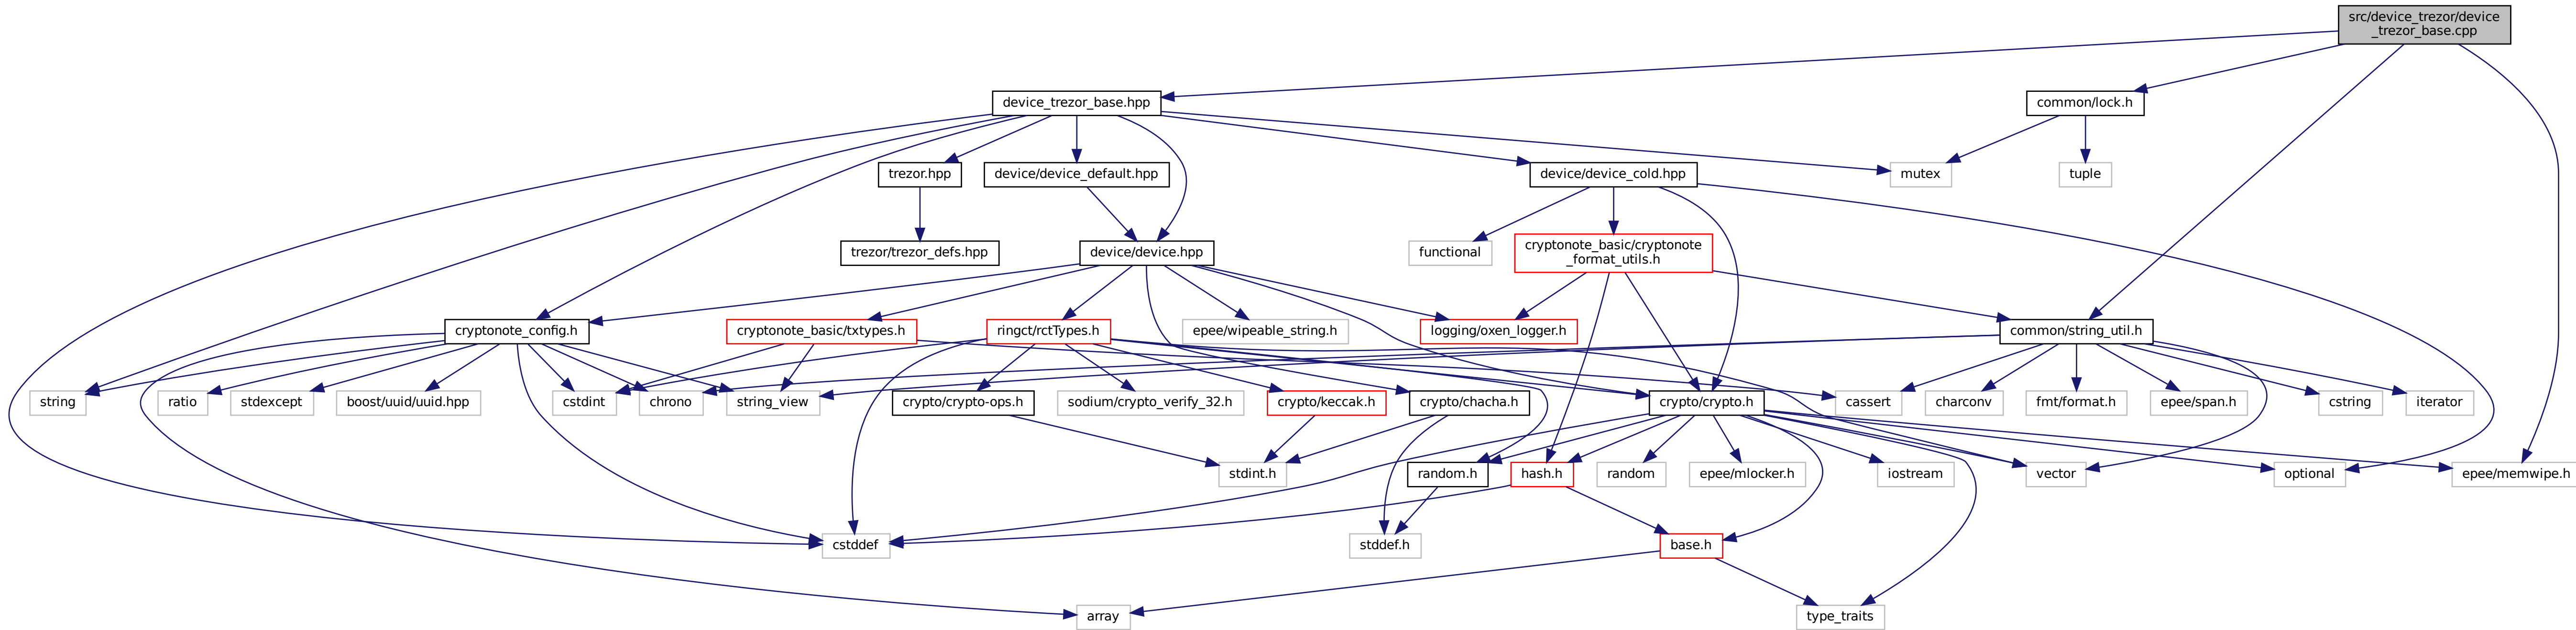 src/device_trezor/device
_trezor_base.cpp
device_trezor_base.hpp
common/lock.h
trezor.hpp
device/device_default.hpp
device/device_cold.hpp
mutex
tuple
trezor/trezor_defs.hpp
device/device.hpp
functional
cryptonote_basic/cryptonote
_format_utils.h
cryptonote_config.h
cryptonote_basic/txtypes.h
ringct/rctTypes.h
epee/wipeable_string.h
logging/oxen_logger.h
common/string_util.h
string
ratio
stdexcept
boost/uuid/uuid.hpp
cstdint
chrono
string_view
crypto/crypto-ops.h
sodium/crypto_verify_32.h
crypto/keccak.h
crypto/chacha.h
crypto/crypto.h
cassert
charconv
fmt/format.h
epee/span.h
cstring
iterator
stdint.h
random.h
hash.h
random
epee/mlocker.h
iostream
vector
optional
epee/memwipe.h
cstddef
stddef.h
base.h
array
type_traits